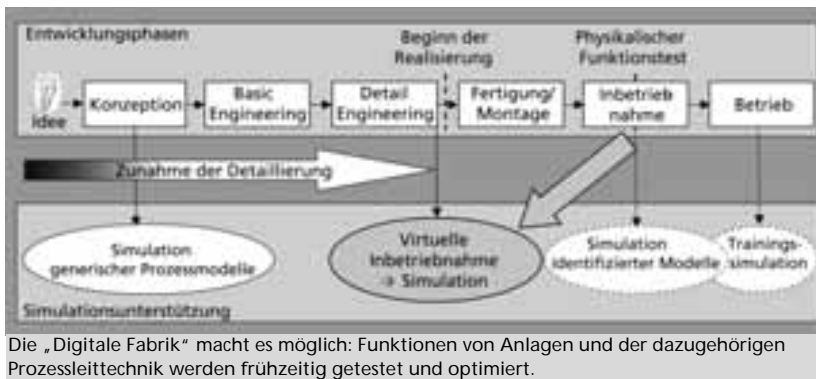 Entwicklungsphasen
Beginn der
Realisierung
Physikalischer
Funktionstest
Idee
Konzeption
Basic
Engineering
Detail
Engineering
Fertigung/
Montage
Inbetrieb
nahme
Betrieb
Zunahme der Detaillierung
Simulation
generischer Prozessmodelle
Virtuelle
Inbetriebnahme
→ Simulation
Simulation
identifizierter Modelle
Trainings-
simulation
Simulationsunterstützung
Die „Digitale Fabrik“ macht es möglich: Funktionen von Anlagen und der dazugehörigen
Prozessleittechnik werden frühzeitig getestet und optimiert.